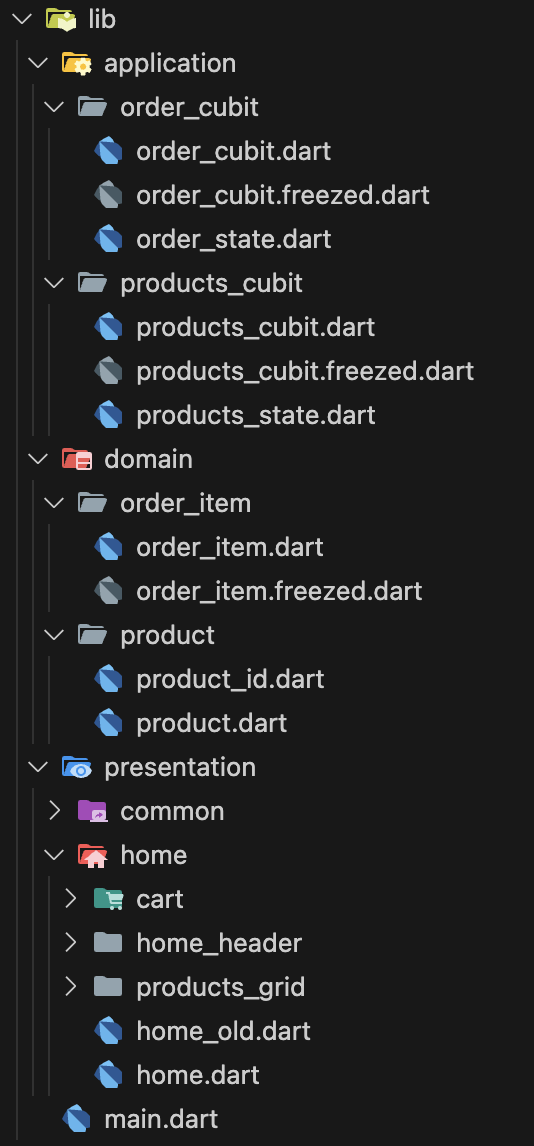 lib
application
order_cubit
order_cubit.dart
order_cubit.freezed.dart
order_state.dart
products_cubit
products_cubit.dart
products_cubit.freezed.dart
products_state.dart
domain
order_item
order_item.dart
order_item.freezed.dart
product
product_id.dart
product.dart
presentation
common
home
cart
home_header
products_grid
home_old.dart
home.dart
main.dart